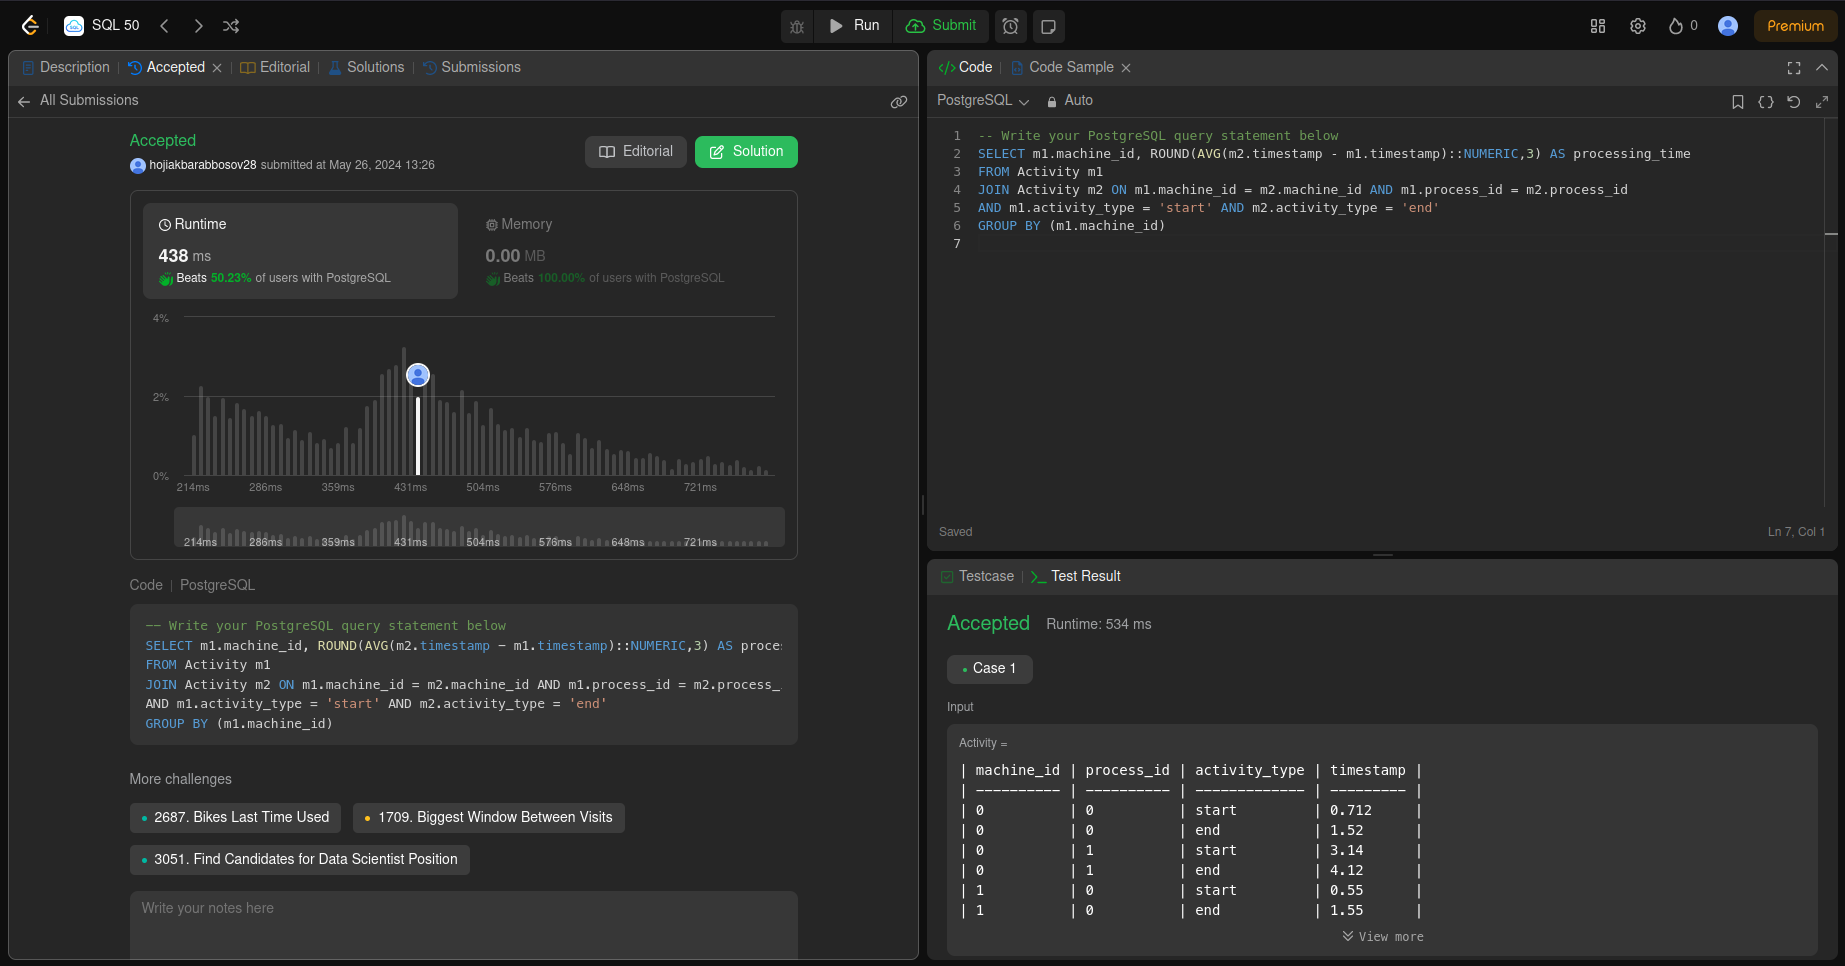 SQL 50
Run
Submit
0
Premium
Description
Accepted
Editorial
Solutions
Submissions
All Submissions
Accepted
hojiakbarabbosov28 submitted at May 26, 2024 13:26
Editorial
Solution
Runtime
438 ms
Beats 50.23% of users with PostgreSQL
Memory
0.00 MB
Beats 100.00% of users with PostgreSQL
4%
2%
0%
214ms 286ms 359ms 431ms 504ms 576ms 648ms 721ms
214ms 286ms 359ms 431ms 504ms 576ms 648ms 721ms
Code | PostgreSQL
-- Write your PostgreSQL query statement below
SELECT m1.machine_id, ROUND(AVG(m2.timestamp - m1.timestamp)::NUMERIC,3) AS proces
FROM Activity m1
JOIN Activity m2 ON m1.machine_id = m2.machine_id AND m1.process_id = m2.process_
AND m1.activity_type = 'start' AND m2.activity_type = 'end'
GROUP BY (m1.machine_id)
More challenges
2687. Bikes Last Time Used
1709. Biggest Window Between Visits
3051. Find Candidates for Data Scientist Position
Write your notes here
</> Code
Code Sample
PostgreSQL
Auto
1 -- Write your PostgreSQL query statement below
2 SELECT m1.machine_id, ROUND(AVG(m2.timestamp - m1.timestamp)::NUMERIC,3) AS processing_time
3 FROM Activity m1
4 JOIN Activity m2 ON m1.machine_id = m2.machine_id AND m1.process_id = m2.process_id
5 AND m1.activity_type = 'start' AND m2.activity_type = 'end'
6 GROUP BY (m1.machine_id)
7
Saved
Ln 7, Col 1
Testcase
Test Result
Accepted
Runtime: 534 ms
Case 1
Input
Activity =
| machine_id | process_id | activity_type | timestamp |
| ---------- | ---------- | ------------- | --------- |
| 0 | 0 | start | 0.712 |
| 0 | 0 | end | 1.52 |
| 0 | 1 | start | 3.14 |
| 0 | 1 | end | 4.12 |
| 1 | 0 | start | 0.55 |
| 1 | 0 | end | 1.55 |
View more